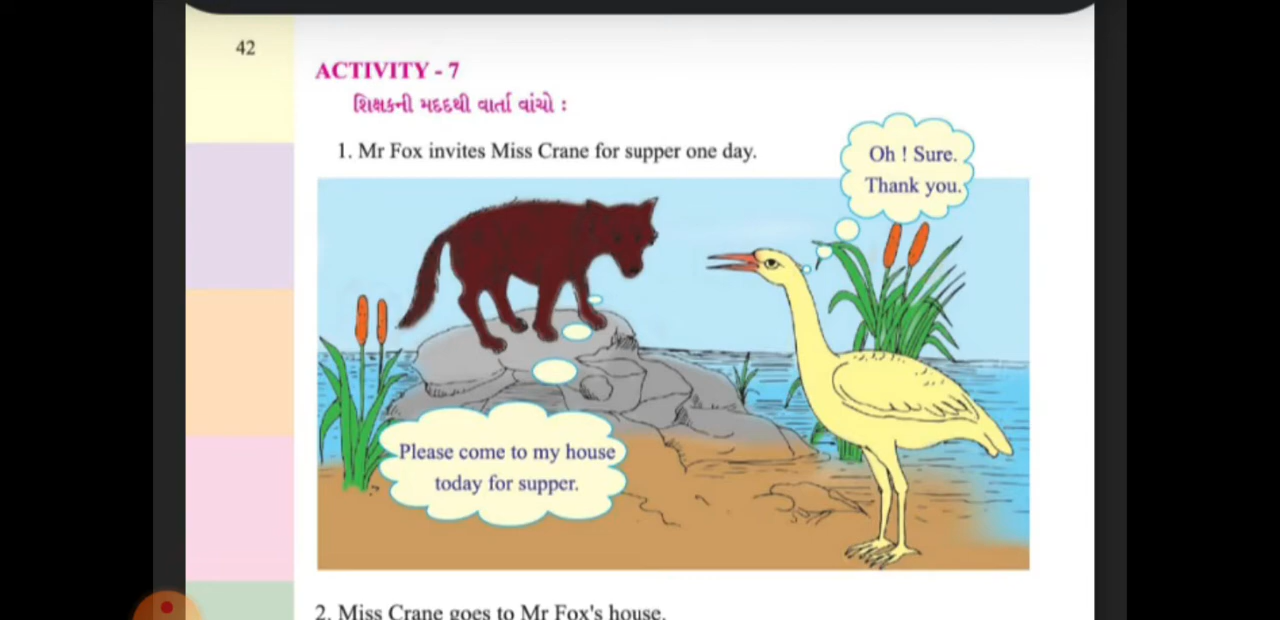 42
ACTIVITY - 7
શિક્ષકની મદદથી વાર્તા વાંચો :
1. Mr Fox invites Miss Crane for supper one day.
Oh ! Sure.
Thank you.
Please come to my house
today for supper.
2. Miss Crane goes to Mr Fox's house.